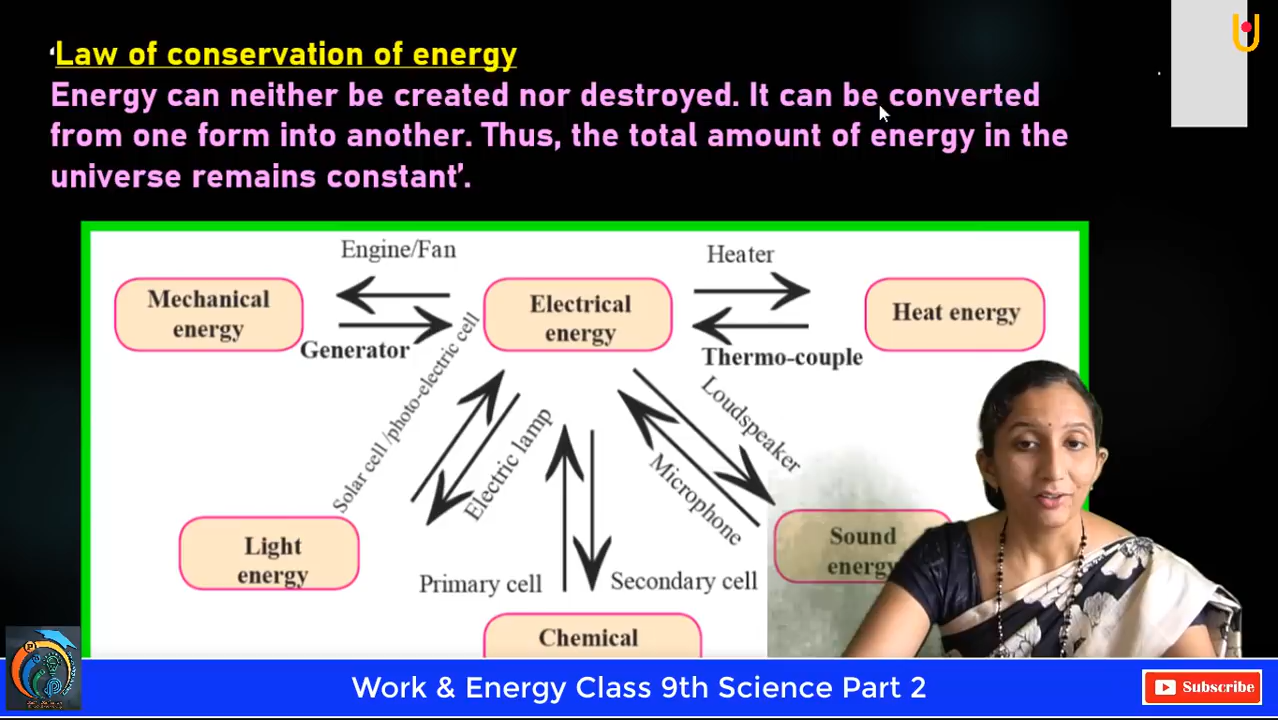 ‘Law of conservation of energy
Energy can neither be created nor destroyed. It can be converted
from one form into another. Thus, the total amount of energy in the
universe remains constant’.
Engine/Fan
Heater
Mechanical
energy
Electrical
energy
Heat energy
Generator
Thermo-couple
Solar cell /photo-electric cell
Electric lamp
Loudspeaker
Microphone
Light
energy
Sound
energy
Primary cell
Secondary cell
Chemical
Work & Energy Class 9th Science Part 2
Subscribe